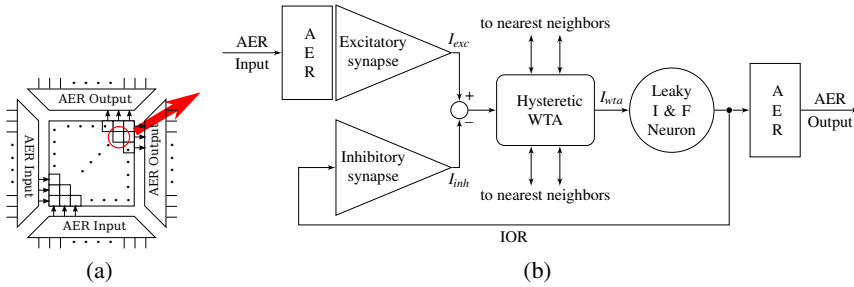 AER Output
AER Input
AER Output
AER Input
(a)
AER
Input
A
E
R
Excitatory
synapse
I_exc
+
−
Inhibitory
synapse
I_inh
to nearest neighbors
Hysteretic
WTA
to nearest neighbors
I_wta
Leaky
I & F
Neuron
A
E
R
AER
Output
IOR
(b)